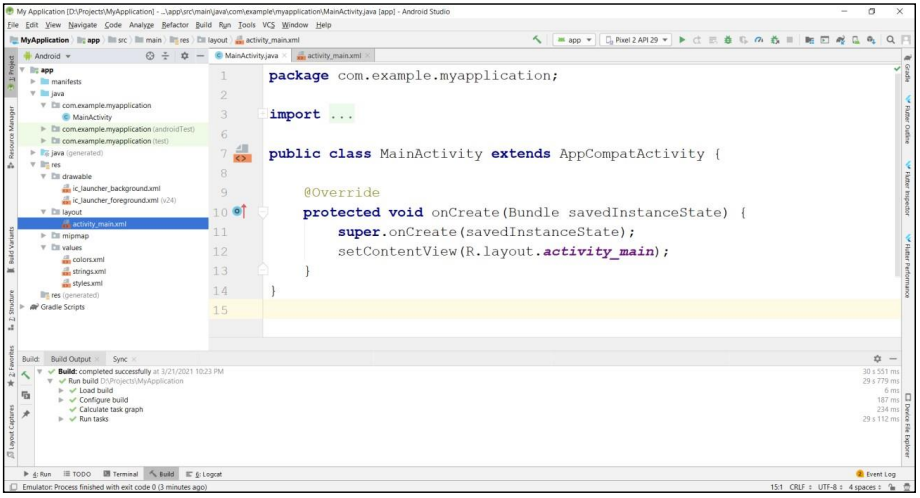 My Application [D:\Projects\MyApplication] - ...\app\src\main\java\com\example\myapplication\MainActivity.java [app] - Android Studio
File Edit View Navigate Code Analyze Refactor Build Run Tools VCS Window Help
MyApplication app src main res layout activity_main.xml app Pixel 2 API 29
Android MainActivity.java activity_main.xml
app
manifests
java
com.example.myapplication
MainActivity
com.example.myapplication (androidTest)
com.example.myapplication (test)
java (generated)
res
drawable
ic_launcher_background.xml
ic_launcher_foreground.xml (v24)
layout
activity_main.xml
mipmap
values
colors.xml
strings.xml
styles.xml
res (generated)
Gradle Scripts
1 package com.example.myapplication;
2
3 import ...
6
7 public class MainActivity extends AppCompatActivity {
8
9 @Override
10 protected void onCreate(Bundle savedInstanceState) {
11 super.onCreate(savedInstanceState);
12 setContentView(R.layout.activity_main);
13 }
14 }
15
1: Project
Resource Manager
Build Variants
Z: Structure
2: Favorites
Layout Captures
Gradle
Flutter Outline
Flutter Inspector
Flutter Performance
Device File Explorer
Build: Build Output Sync
Build: completed successfully at 3/21/2021 10:23 PM 30 s 551 ms
Run build D:\Projects\MyApplication 29 s 779 ms
Load build 6 ms
Configure build 187 ms
Calculate task graph 234 ms
Run tasks 29 s 112 ms
4: Run TODO Terminal Build 6: Logcat Event Log
Emulator: Process finished with exit code 0 (3 minutes ago) 15:1 CRLF UTF-8 4 spaces